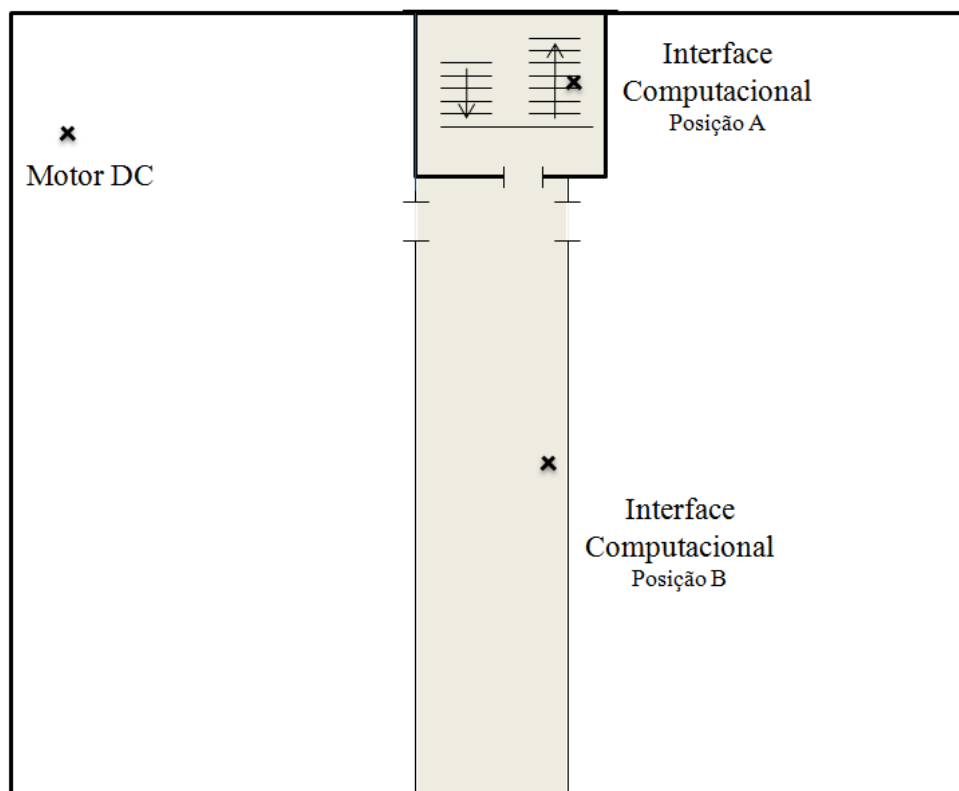 Interface
Computacional
Posição A
Motor DC
Interface
Computacional
Posição B